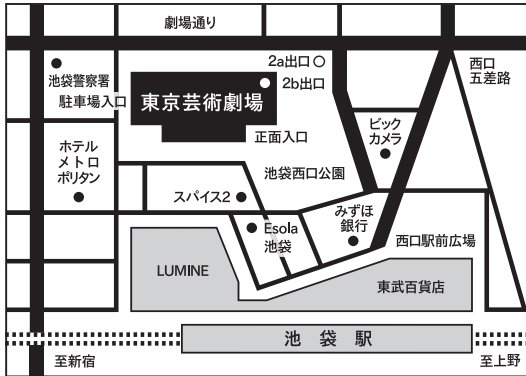 劇場通り
2a出口
2b出口
西口
五差路
池袋警察署
駐車場入口
東京芸術劇場
正面入口
ビック
カメラ
ホテル
メトロ
ポリタン
池袋西口公園
スパイス2
Esola
池袋
みずほ
銀行
西口駅前広場
LUMINE
東武百貨店
池袋駅
至新宿
至上野